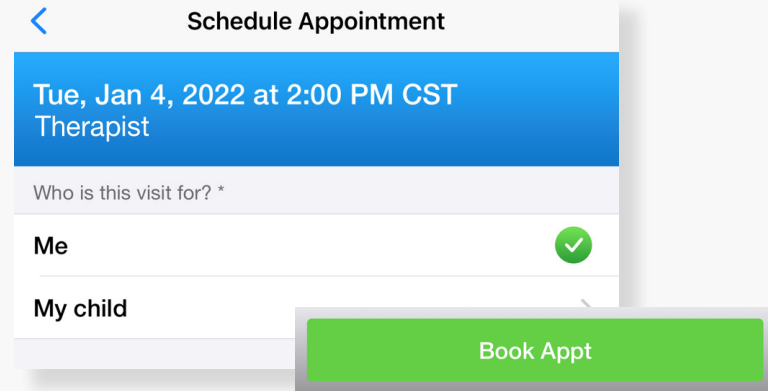 Schedule Appointment
Tue, Jan 4, 2022 at 2:00 PM CST
Therapist
Who is this visit for? *
Me
My child
Book Appt